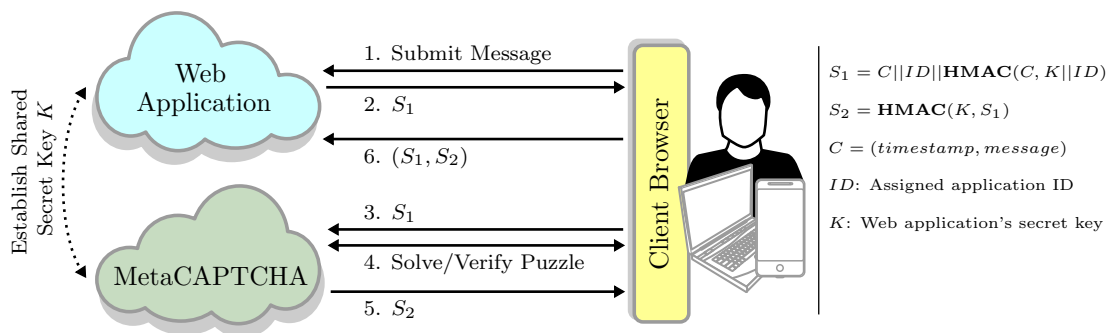 Establish Shared
Secret Key K
Web
Application
MetaCAPTCHA
1. Submit Message
2. S₁
6. (S₁, S₂)
3. S₁
4. Solve/Verify Puzzle
5. S₂
Client Browser
S₁ = C||ID||HMAC(C, K||ID)
S₂ = HMAC(K, S₁)
C = (timestamp, message)
ID: Assigned application ID
K: Web application's secret key